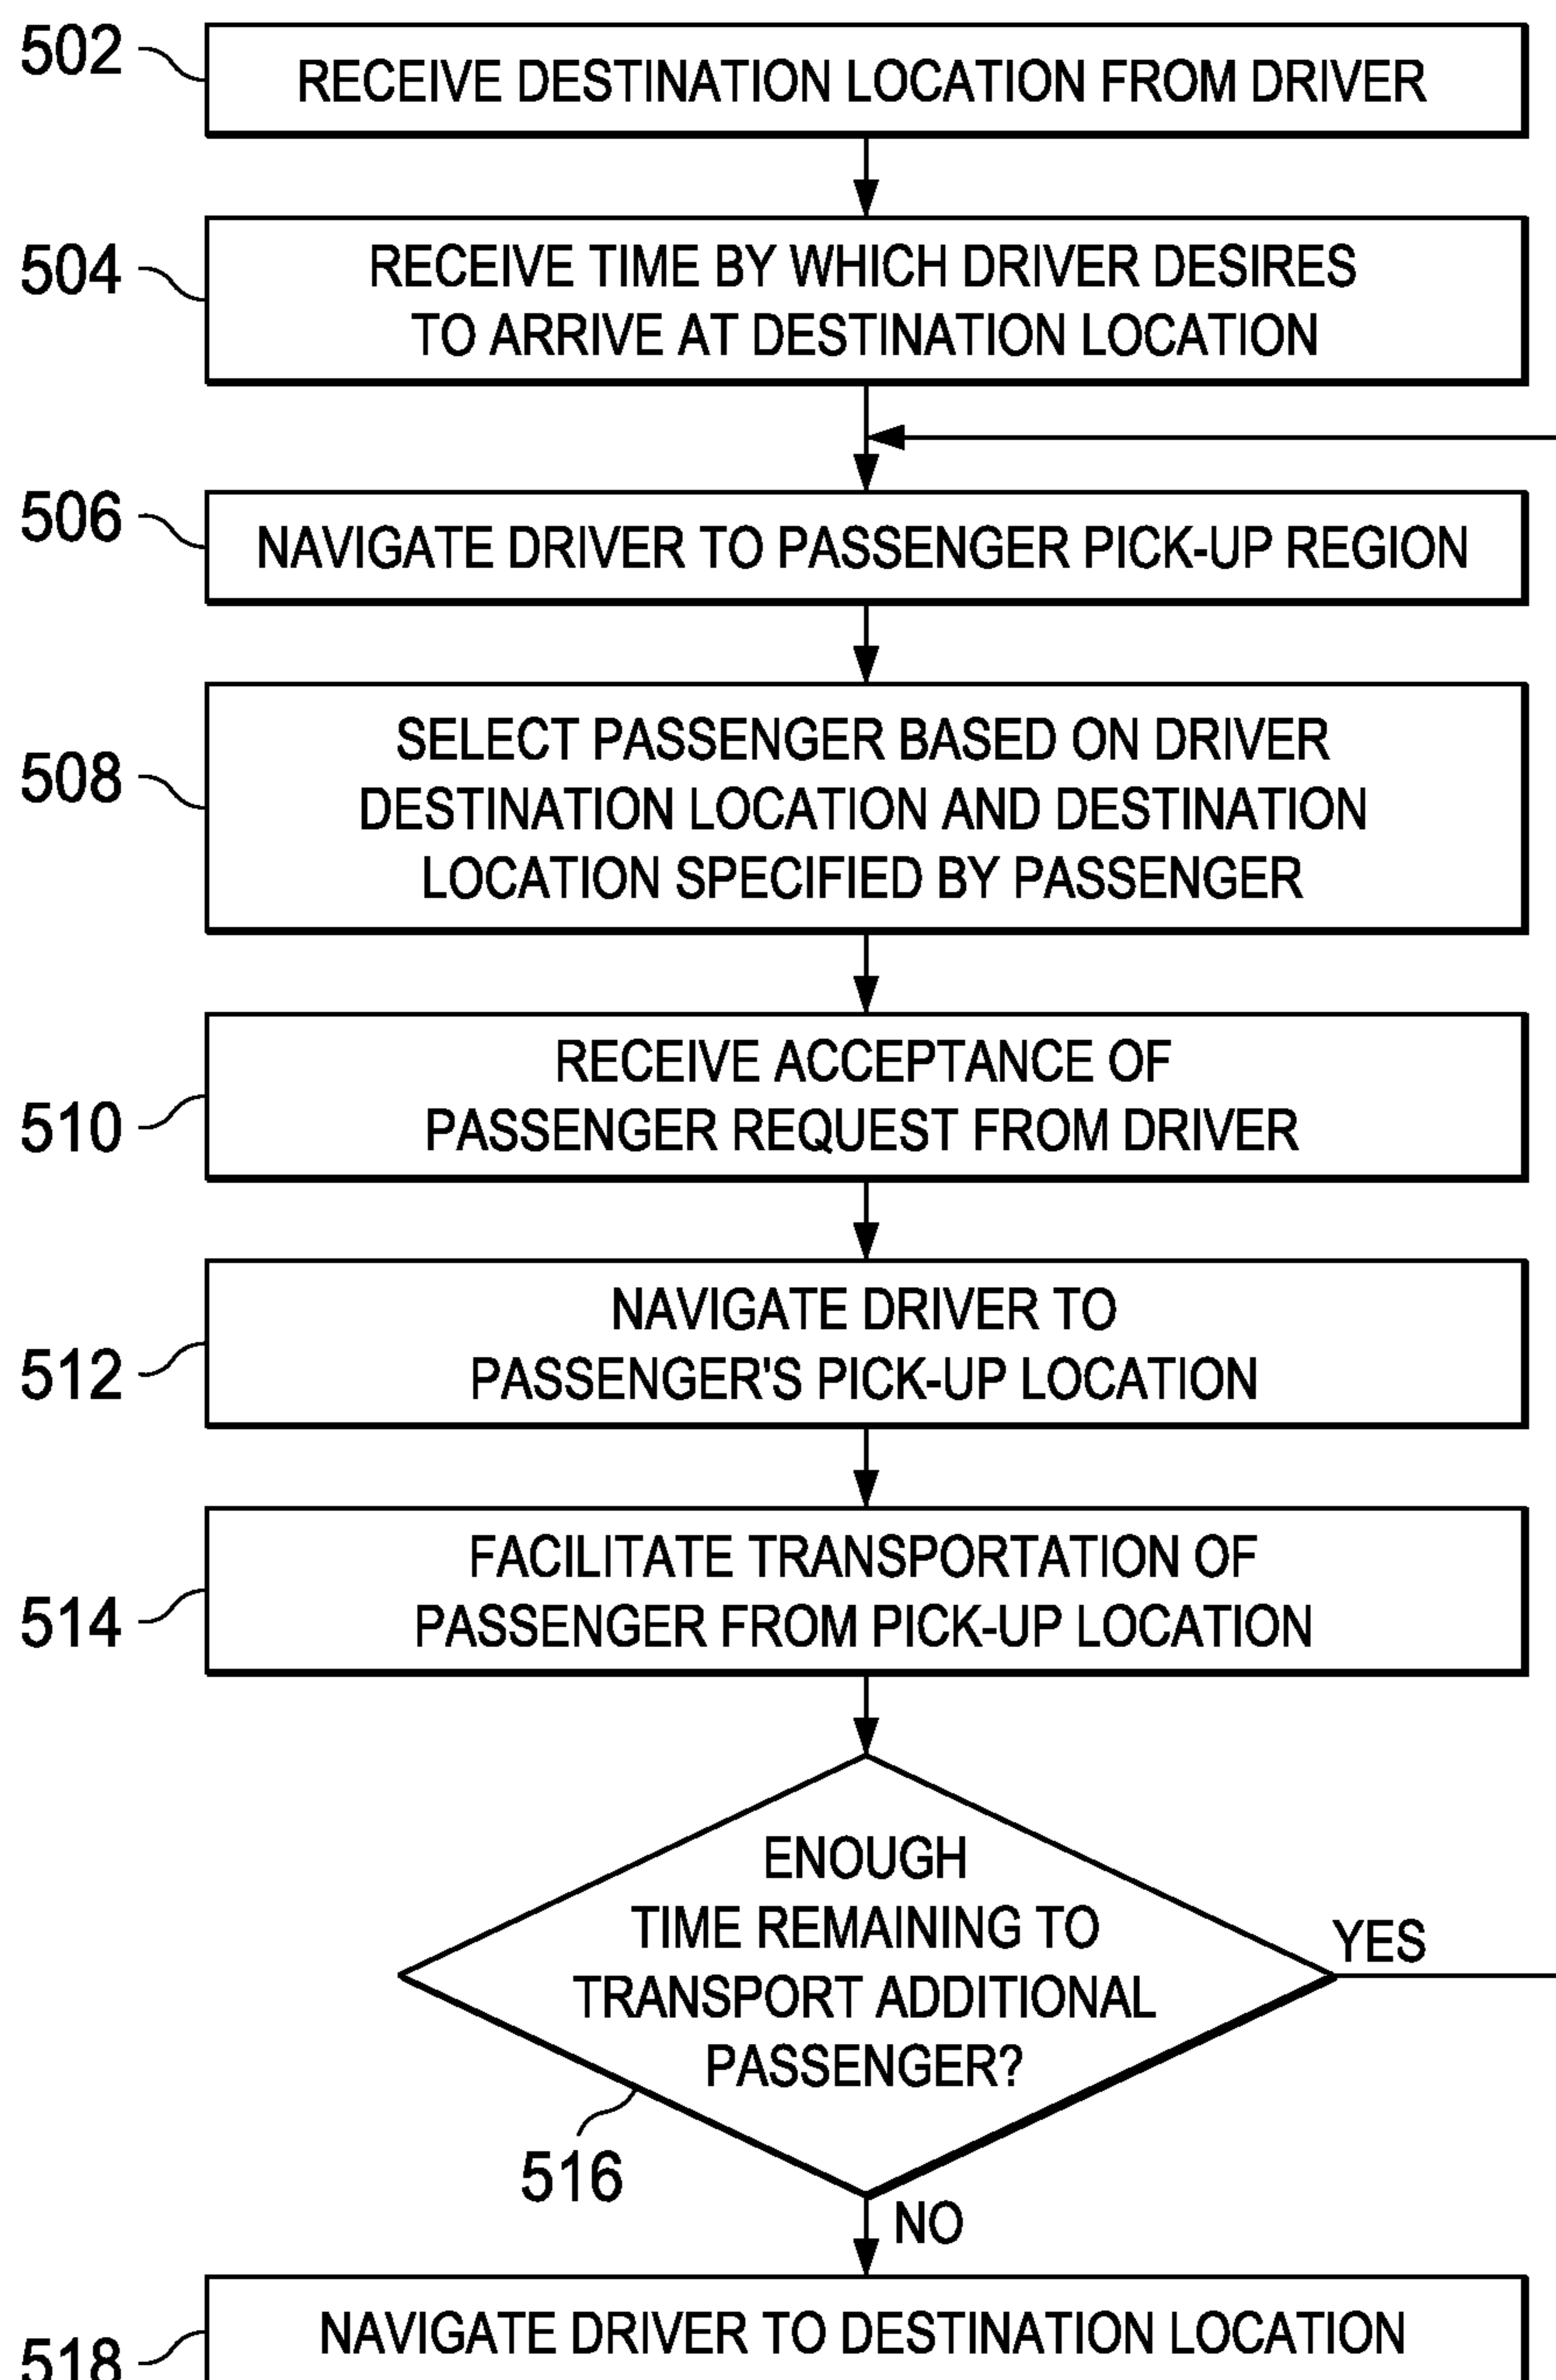 502
RECEIVE DESTINATION LOCATION FROM DRIVER
504
RECEIVE TIME BY WHICH DRIVER DESIRES
TO ARRIVE AT DESTINATION LOCATION
506
NAVIGATE DRIVER TO PASSENGER PICK-UP REGION
508
SELECT PASSENGER BASED ON DRIVER
DESTINATION LOCATION AND DESTINATION
LOCATION SPECIFIED BY PASSENGER
510
RECEIVE ACCEPTANCE OF
PASSENGER REQUEST FROM DRIVER
512
NAVIGATE DRIVER TO
PASSENGER'S PICK-UP LOCATION
514
FACILITATE TRANSPORTATION OF
PASSENGER FROM PICK-UP LOCATION
ENOUGH
TIME REMAINING TO
TRANSPORT ADDITIONAL
PASSENGER?
YES
516
NO
518
NAVIGATE DRIVER TO DESTINATION LOCATION